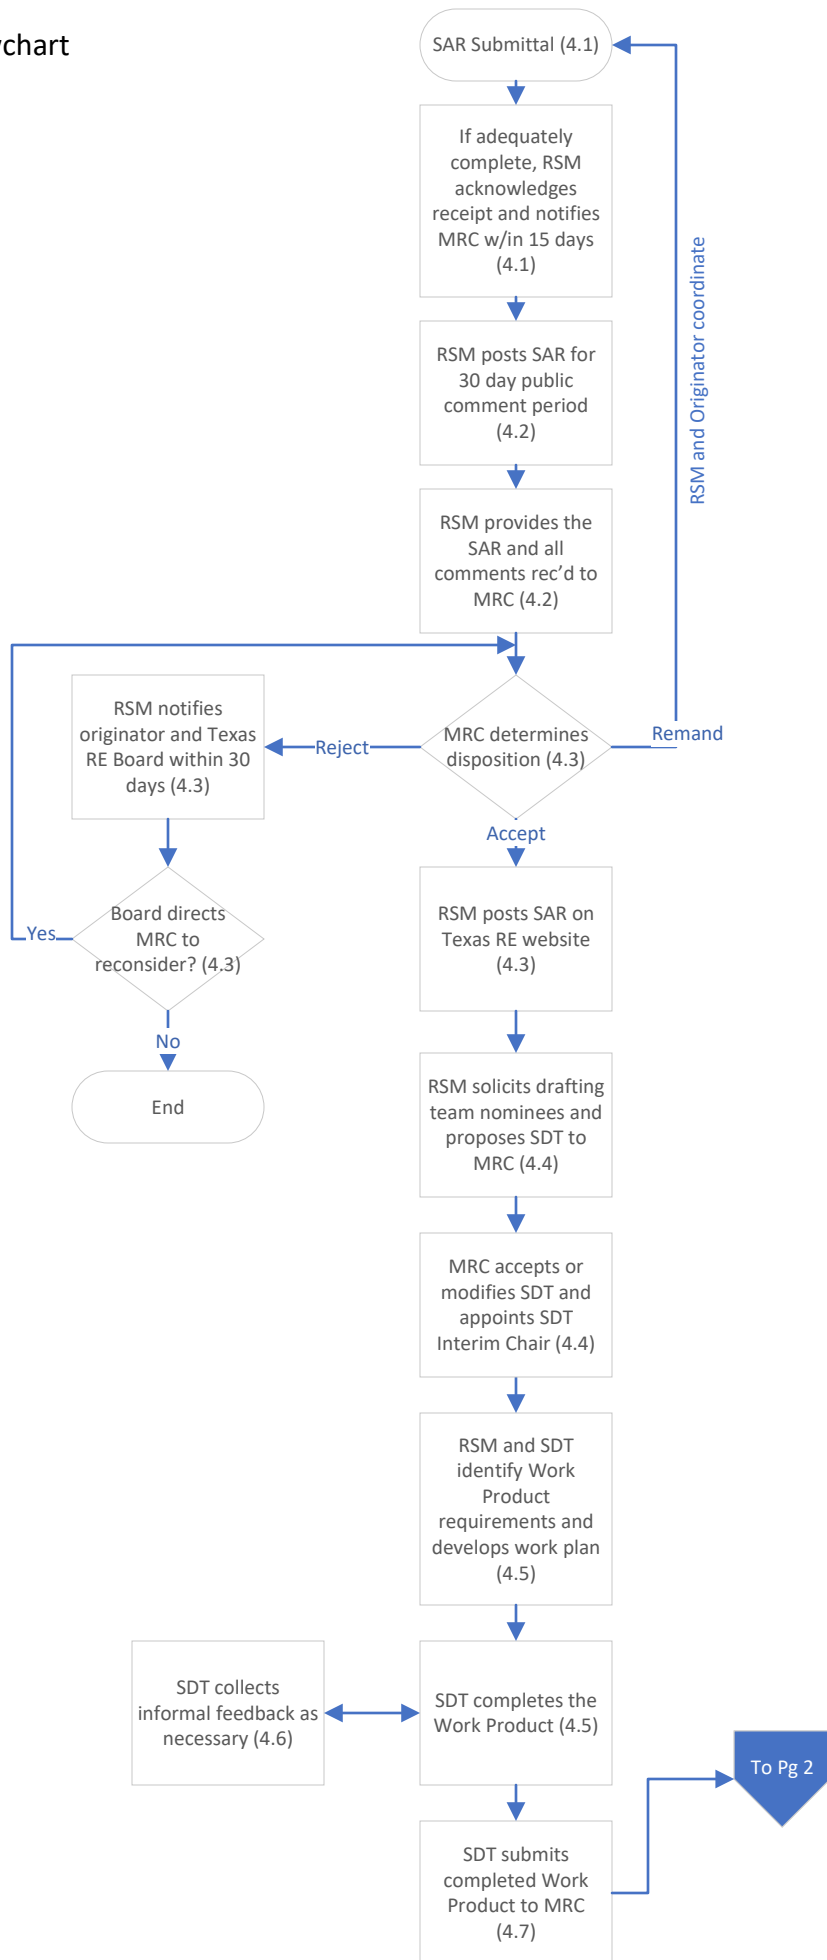 vchart
SAR Submittal (4.1)
If adequately
complete, RSM
acknowledges
receipt and notifies
MRC w/in 15 days
(4.1)
RSM and Originator coordinate
RSM posts SAR for
30 day public
comment period
(4.2)
RSM provides the
SAR and all
comments rec’d to
MRC (4.2)
RSM notifies
originator and Texas
RE Board within 30
days (4.3)
Reject
MRC determines
disposition (4.3)
Remand
Accept
Board directs
MRC to
reconsider? (4.3)
Yes
No
End
RSM posts SAR on
Texas RE website
(4.3)
RSM solicits drafting
team nominees and
proposes SDT to
MRC (4.4)
MRC accepts or
modifies SDT and
appoints SDT
Interim Chair (4.4)
RSM and SDT
identify Work
Product
requirements and
develops work plan
(4.5)
SDT collects
informal feedback as
necessary (4.6)
SDT completes the
Work Product (4.5)
To Pg 2
SDT submits
completed Work
Product to MRC
(4.7)